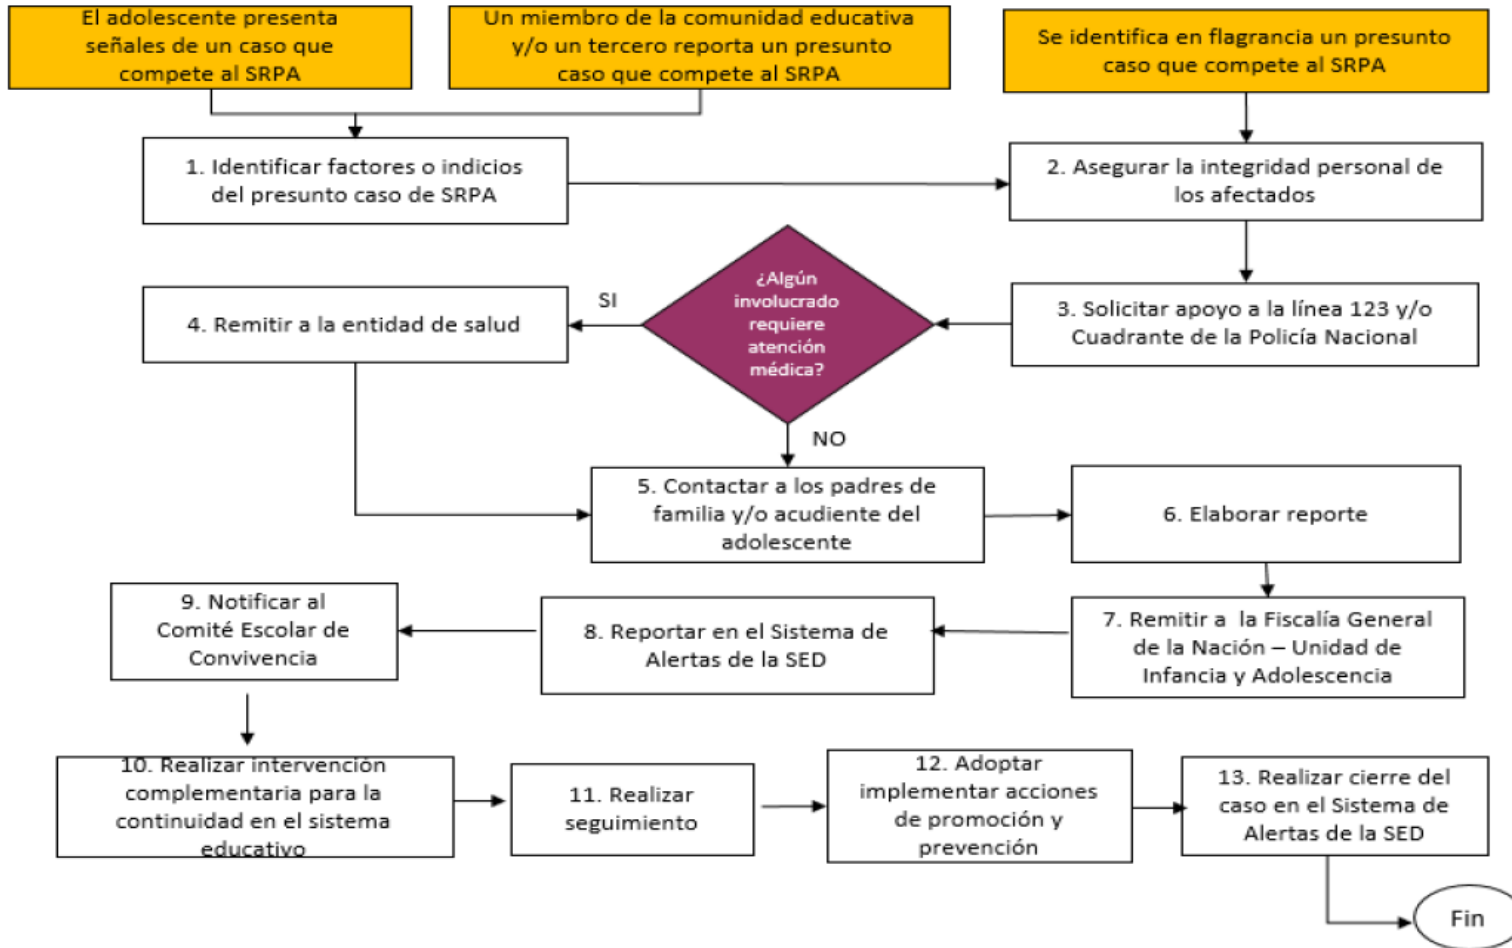 El adolescente presenta
señales de un caso que
compete al SRPA
Un miembro de la comunidad educativa
y/o un tercero reporta un presunto
caso que compete al SRPA
Se identifica en flagrancia un presunto
caso que compete al SRPA
1. Identificar factores o indicios
del presunto caso de SRPA
2. Asegurar la integridad personal de
los afectados
3. Solicitar apoyo a la línea 123 y/o
Cuadrante de la Policía Nacional
¿Algún
involucrado
requiere
atención
médica?
SI
4. Remitir a la entidad de salud
NO
5. Contactar a los padres de
familia y/o acudiente del
adolescente
6. Elaborar reporte
7. Remitir a la Fiscalía General
de la Nación – Unidad de
Infancia y Adolescencia
8. Reportar en el Sistema de
Alertas de la SED
9. Notificar al
Comité Escolar de
Convivencia
10. Realizar intervención
complementaria para la
continuidad en el sistema
educativo
11. Realizar
seguimiento
12. Adoptar
implementar acciones
de promoción y
prevención
13. Realizar cierre del
caso en el Sistema de
Alertas de la SED
Fin